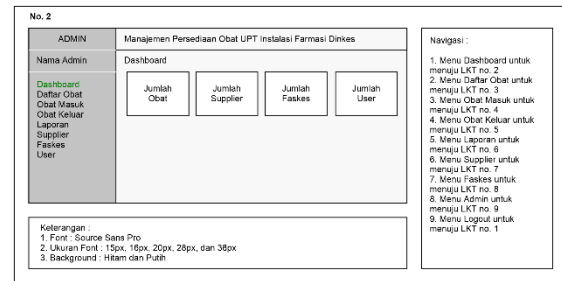 No. 2
ADMIN
Manajemen Persediaan Obat UPT Instalasi Farmasi Dinkes
Nama Admin
Dashboard
Dashboard
Daftar Obat
Obat Masuk
Obat Keluar
Laporan
Supplier
Faskes
User
Jumlah
Obat
Jumlah
Supplier
Jumlah
Faskes
Jumlah
User
Keterangan :
1. Font : Source Sans Pro
2. Ukuran Font : 15px, 16px, 20px, 28px, dan 38px
3. Background : Hitam dan Putih
Navigasi :
1. Menu Dashboard untuk
menuju LKT no. 2
2. Menu Daftar Obat untuk
menuju LKT no. 3
3. Menu Obat Masuk untuk
menuju LKT no. 4
4. Menu Obat Keluar untuk
menuju LKT no. 5
5. Menu Laporan untuk
menuju LKT no. 6
6. Menu Supplier untuk
menuju LKT no. 7
7. Menu Faskes untuk
menuju LKT no. 8
8. Menu Admin untuk
menuju LKT no. 9
9. Menu Logout untuk
menuju LKT no. 1